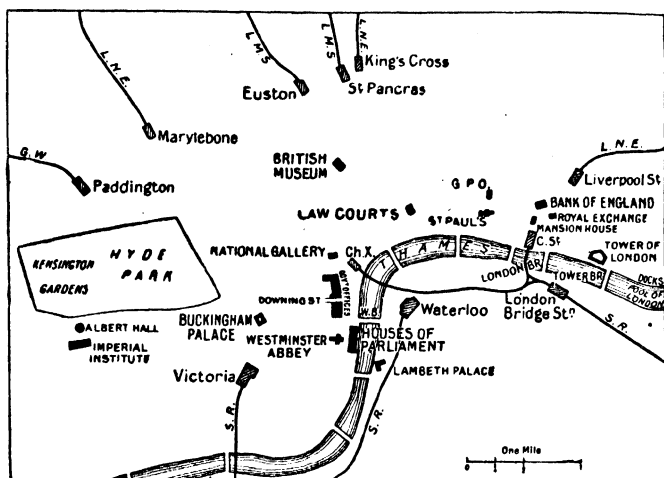 L.N.E.
L M S
L.M.S
L.N.E.
King's Cross
St Pancras
Euston
Marylebone
G.W
Paddington
BRITISH
MUSEUM
L.N.E.
Liverpool St
G P O.
LAW COURTS
ST PAUL'S
BANK OF ENGLAND
ROYAL EXCHANGE
MANSION HOUSE
C. St
TOWER OF
LONDON
KENSINGTON
GARDENS
HYDE
PARK
NATIONAL GALLERY
Ch.X.
THAMES
LONDON BR
TOWER BR
DOCKS
POOL OF
LONDON
GOVT OFFICES
DOWNING ST
W.B.
Waterloo
London
Bridge Stn
S.R.
ALBERT HALL
IMPERIAL
INSTITUTE
BUCKINGHAM
PALACE
WESTMINSTER
ABBEY
HOUSES OF
PARLIAMENT
LAMBETH PALACE
Victoria
S.R.
S.R.
One Mile
0
1